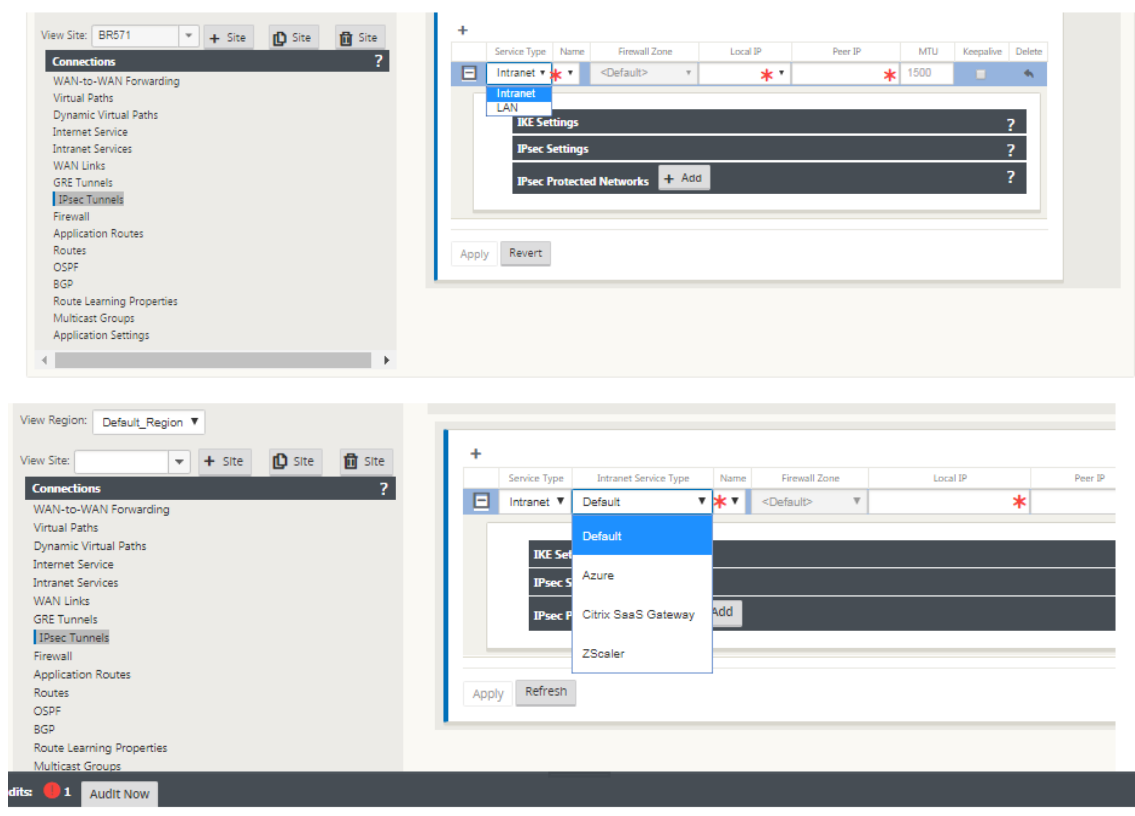 View Site: BR571 + Site Site Site
Connections ?
WAN-to-WAN Forwarding
Virtual Paths
Dynamic Virtual Paths
Internet Service
Intranet Services
WAN Links
GRE Tunnels
IPsec Tunnels
Firewall
Application Routes
Routes
OSPF
BGP
Route Learning Properties
Multicast Groups
Application Settings
+
Service Type Name Firewall Zone Local IP Peer IP MTU Keepalive Delete
Intranet <Default> 1500
Intranet
LAN
IKE Settings ?
IPsec Settings ?
IPsec Protected Networks + Add ?
Apply Revert
View Region: Default_Region
View Site: + Site Site Site
Connections ?
WAN-to-WAN Forwarding
Virtual Paths
Dynamic Virtual Paths
Internet Service
Intranet Services
WAN Links
GRE Tunnels
IPsec Tunnels
Firewall
Application Routes
Routes
OSPF
BGP
Route Learning Properties
Multicast Groups
+
Service Type Intranet Service Type Name Firewall Zone Local IP Peer IP
Intranet Default <Default>
Default
Azure
Citrix SaaS Gateway
ZScaler
IKE Set
IPsec S
IPsec P Add
Apply Refresh
dits: 1 Audit Now